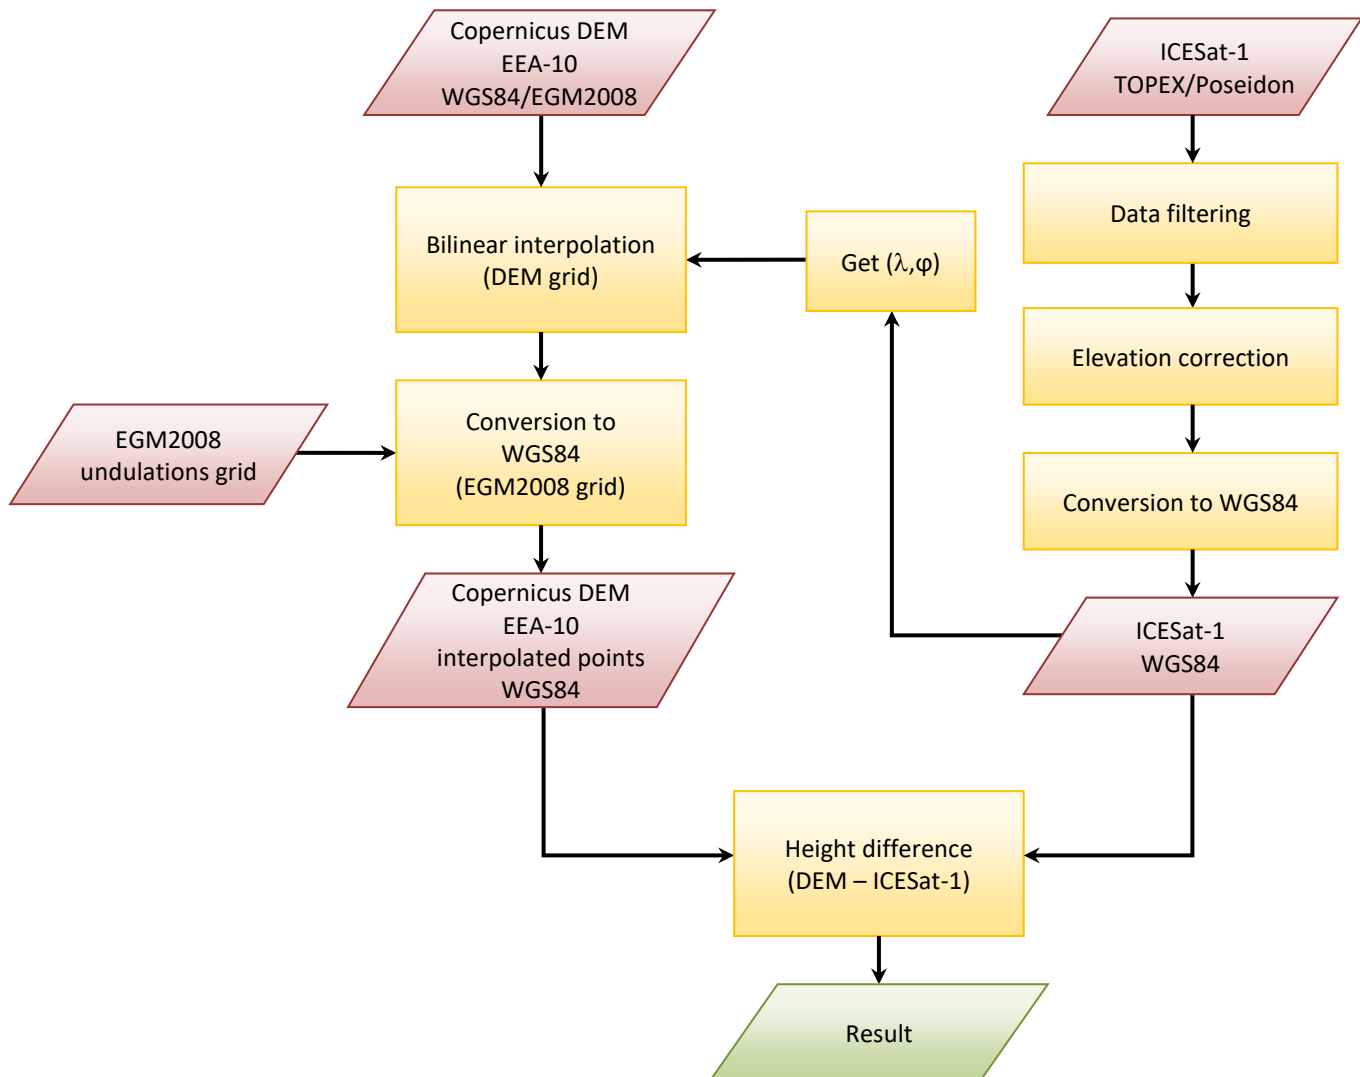 Copernicus DEM
EEA-10
WGS84/EGM2008
ICESat-1
TOPEX/Poseidon
Data filtering
Bilinear interpolation
(DEM grid)
Get (λ,φ)
Elevation correction
EGM2008
undulations grid
Conversion to
WGS84
(EGM2008 grid)
Conversion to WGS84
Copernicus DEM
EEA-10
interpolated points
WGS84
ICESat-1
WGS84
Height difference
(DEM – ICESat-1)
Result